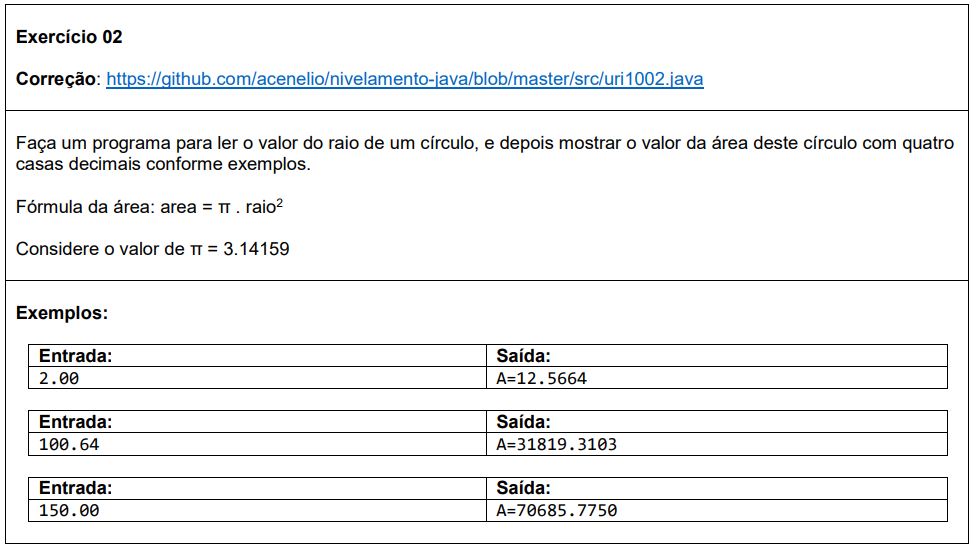 Exercício 02
Correção: https://github.com/acenelio/nivelamento-java/blob/master/src/uri1002.java
Faça um programa para ler o valor do raio de um círculo, e depois mostrar o valor da área deste círculo com quatro
casas decimais conforme exemplos.
Fórmula da área: area = π . raio²
Considere o valor de π = 3.14159
Exemplos:
Entrada: Saída:
2.00 A=12.5664
Entrada: Saída:
100.64 A=31819.3103
Entrada: Saída:
150.00 A=70685.7750